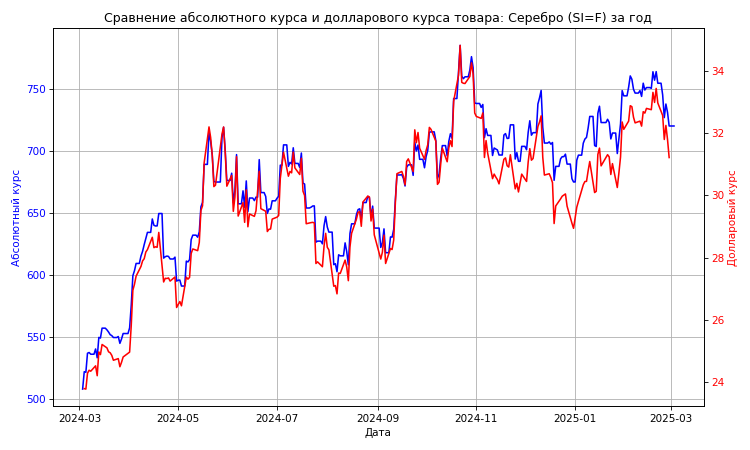 Сравнение абсолютного курса и долларового курса товара: Серебро (SI=F) за год
Абсолютный курс
750
700
650
600
550
500
34
32
30
28
26
24
Долларовый курс
2024-03 2024-05 2024-07 2024-09 2024-11 2025-01 2025-03
Дата